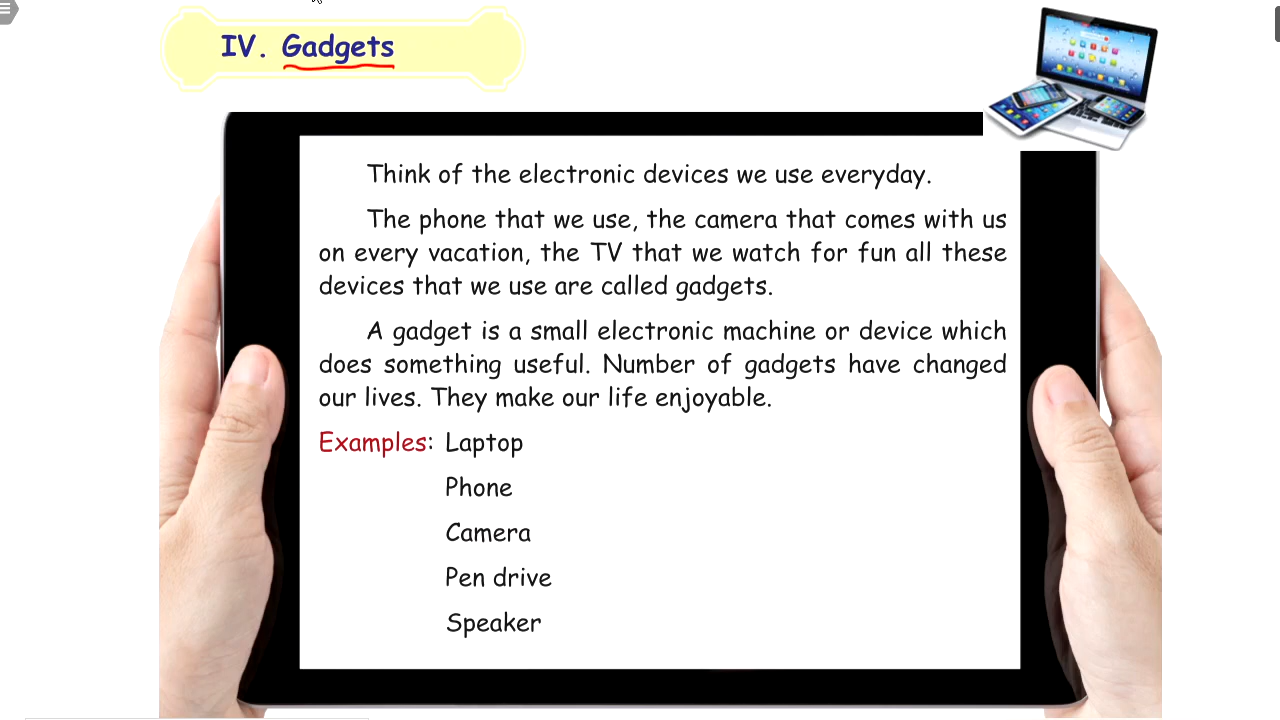 IV. Gadgets
Think of the electronic devices we use everyday.
The phone that we use, the camera that comes with us
on every vacation, the TV that we watch for fun all these
devices that we use are called gadgets.
A gadget is a small electronic machine or device which
does something useful. Number of gadgets have changed
our lives. They make our life enjoyable.
Examples: Laptop
Phone
Camera
Pen drive
Speaker